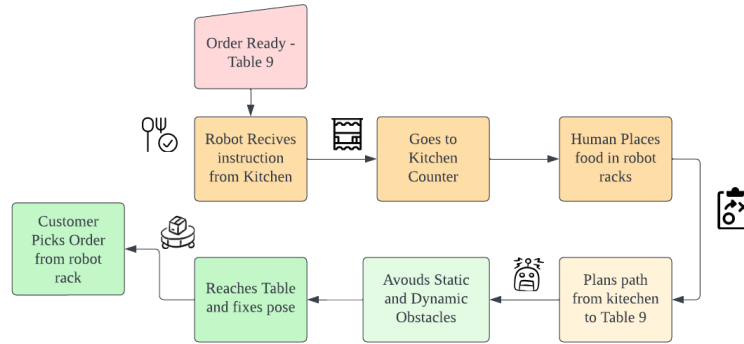 Order Ready -
Table 9
Robot Recives
instruction
from Kitchen
Goes to
Kitchen
Counter
Human Places
food in robot
racks
Plans path
from kitechen
to Table 9
Avouds Static
and Dynamic
Obstacles
Reaches Table
and fixes pose
Customer
Picks Order
from robot
rack